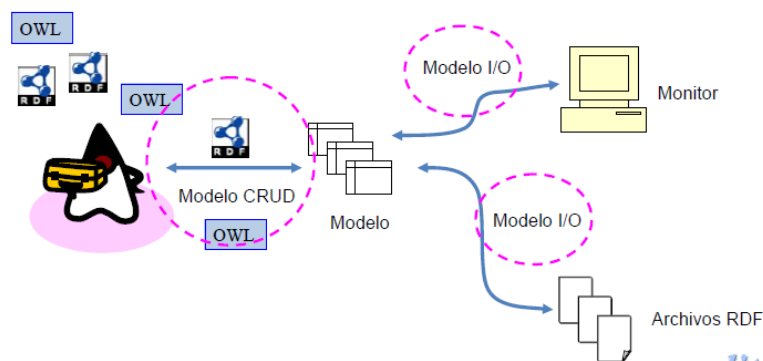 OWL
RDF
RDF
OWL
RDF
Modelo CRUD
OWL
Modelo
Modelo I/O
Monitor
Modelo I/O
Archivos RDF